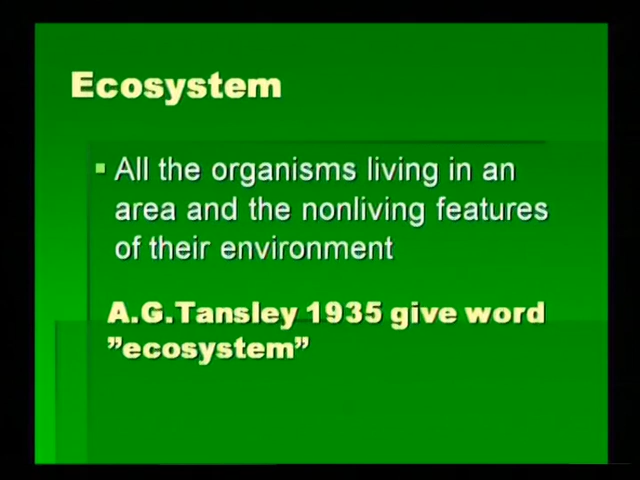 Ecosystem
All the organisms living in an
area and the nonliving features
of their environment
A.G.Tansley 1935 give word
”ecosystem”